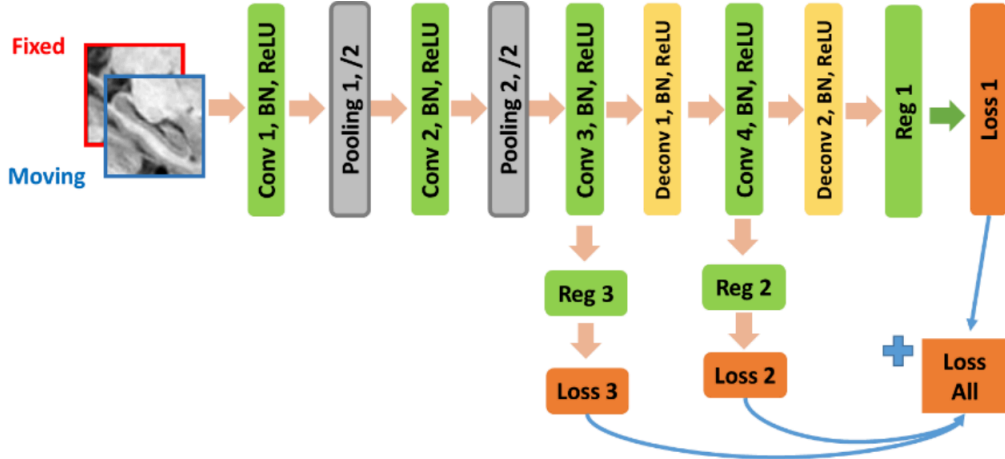 Fixed
Moving
Conv 1, BN, ReLU
Pooling 1, /2
Conv 2, BN, ReLU
Pooling 2, /2
Conv 3, BN, ReLU
Deconv 1, BN, ReLU
Conv 4, BN, ReLU
Deconv 2, BN, ReLU
Reg 1
Loss 1
Reg 3
Reg 2
Loss 3
Loss 2
Loss
All